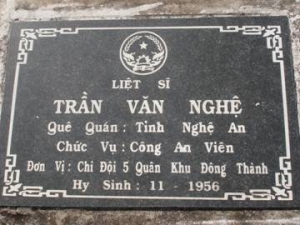 LIỆT SĨ
TRẦN VĂN NGHỆ
Quê Quán : Tỉnh Nghệ An
Chức Vụ : Công An Viên
Đơn Vị : Chi Đội 5 Quân Khu Đông Thành
Hy Sinh : 11 - 1956